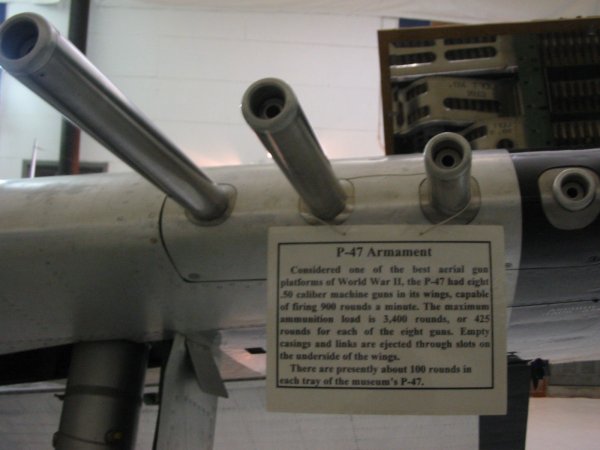 P-47 Armament
Considered one of the best aerial gun
platforms of World War II, the P-47 had eight
.50 caliber machine guns in its wings, capable
of firing 900 rounds a minute. The maximum
ammunition load is 3,400 rounds, or 425
rounds for each of the eight guns. Empty
casings and links are ejected through slots on
the underside of the wings.
There are presently about 100 rounds in
each tray of the museum's P-47.